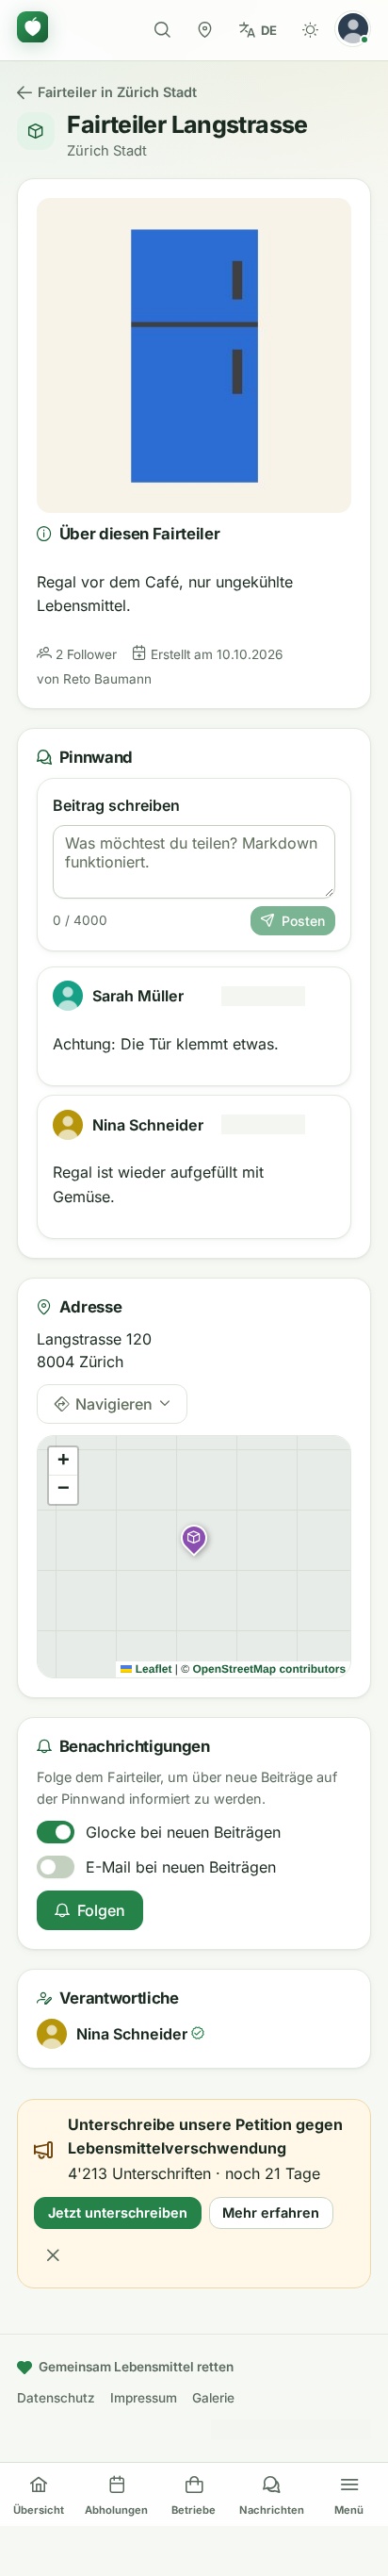 DE
Fairteiler in Zürich Stadt
Fairteiler Langstrasse
Zürich Stadt
Über diesen Fairteiler
Regal vor dem Café, nur ungekühlte
Lebensmittel.
2 Follower Erstellt am 10.10.2026
von Reto Baumann
Pinnwand
Beitrag schreiben
Was möchtest du teilen? Markdown
funktioniert.
0 / 4000
Posten
Sarah Müller
Achtung: Die Tür klemmt etwas.
Nina Schneider
Regal ist wieder aufgefüllt mit
Gemüse.
Adresse
Langstrasse 120
8004 Zürich
Navigieren
+
−
Leaflet | © OpenStreetMap contributors
Benachrichtigungen
Folge dem Fairteiler, um über neue Beiträge auf
der Pinnwand informiert zu werden.
Glocke bei neuen Beiträgen
E-Mail bei neuen Beiträgen
Folgen
Verantwortliche
Nina Schneider
Unterschreibe unsere Petition gegen
Lebensmittelverschwendung
4'213 Unterschriften · noch 21 Tage
Jetzt unterschreiben Mehr erfahren
Gemeinsam Lebensmittel retten
Datenschutz Impressum Galerie
Übersicht Abholungen Betriebe Nachrichten Menü